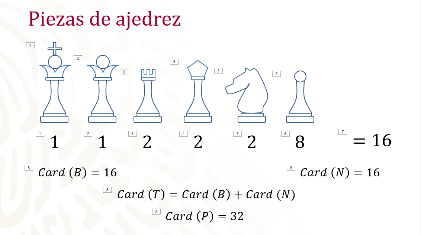 Piezas de ajedrez
1 1 2 2 2 8 = 16
Card (B) = 16
Card (N) = 16
Card (T) = Card (B) + Card (N)
Card (P) = 32